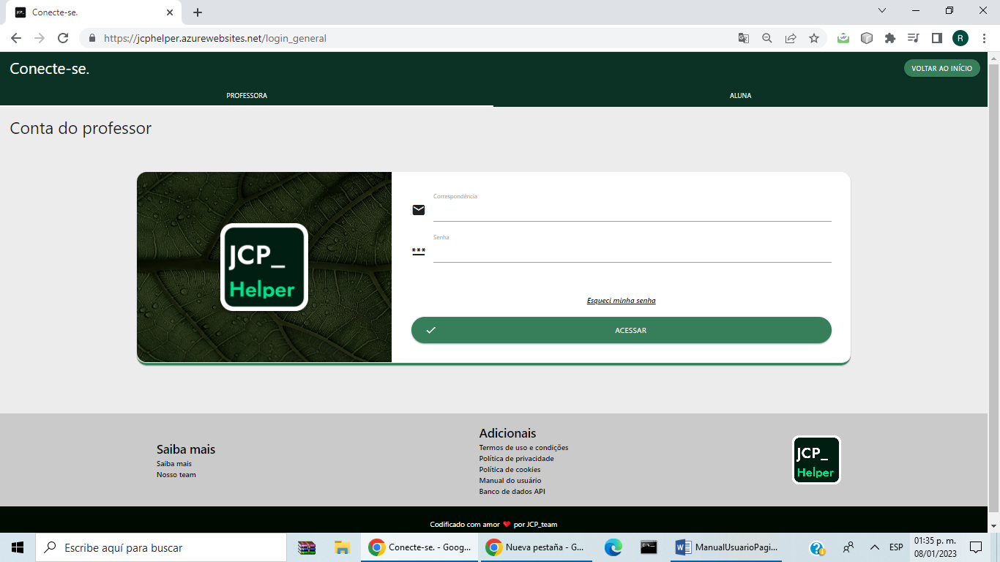 JCP_
Conecte-se.
https://jcphelper.azurewebsites.net/login_general
R
Conecte-se.
VOLTAR AO INÍCIO
PROFESSORA
ALUNA
Conta do professor
JCP_
Helper
Correspondência
Senha
Esqueci minha senha
ACESSAR
Saiba mais
Saiba mais
Nosso team
Adicionais
Termos de uso e condições
Política de privacidade
Política de cookies
Manual do usuário
Banco de dados API
JCP_
Helper
Codificado com amor ❤ por JCP_team
Escribe aquí para buscar
Conecte-se. - Goog...
Nueva pestaña - G...
ManualUsuarioPagi...
ESP
01:35 p. m.
08/01/2023